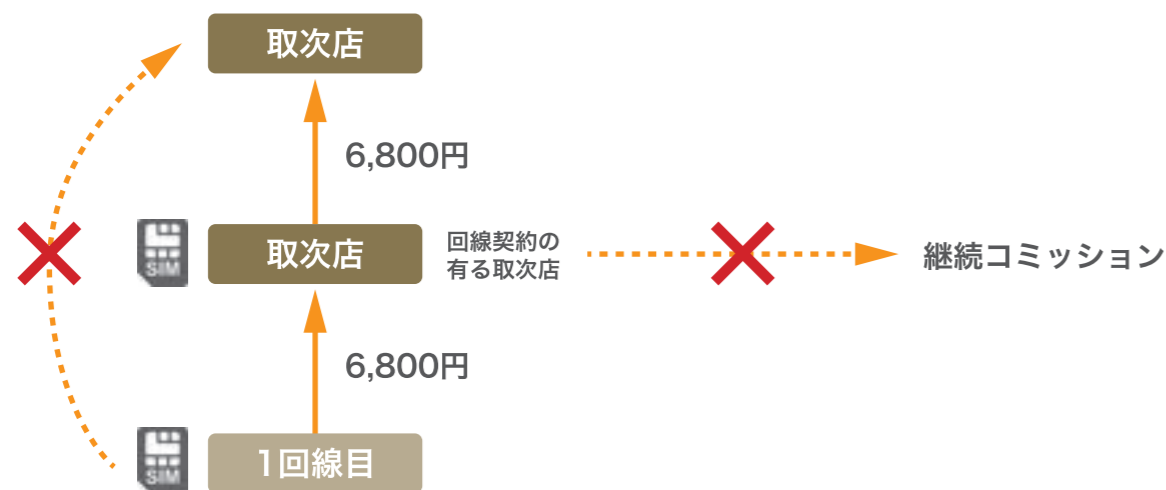 取次店
6,800円
SIM
取次店
回線契約の
有る取次店
継続コミッション
6,800円
SIM
1回線目